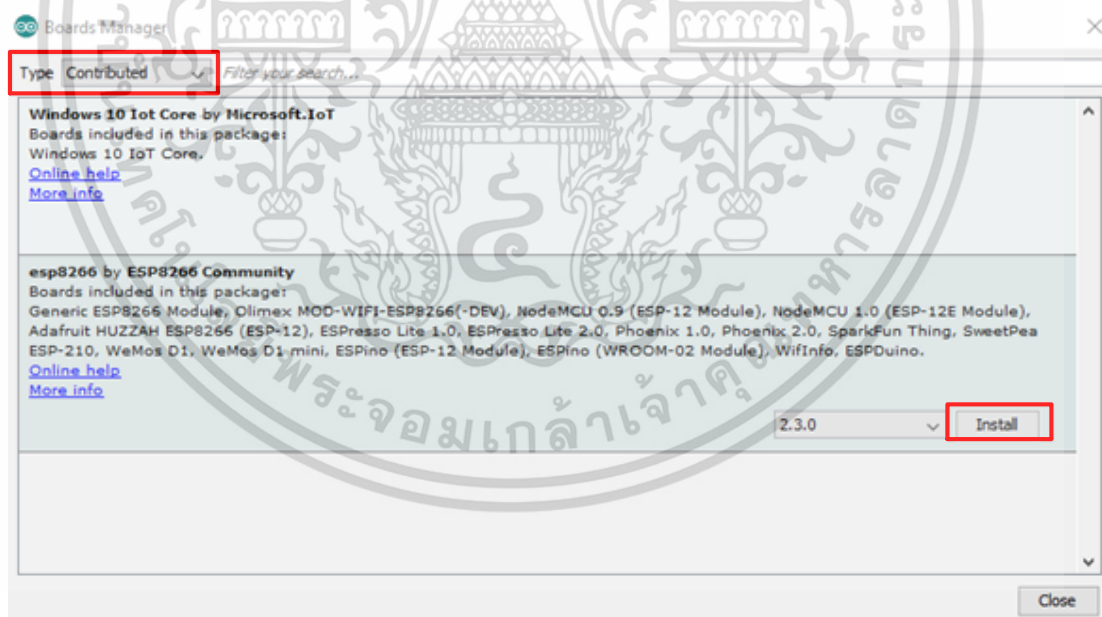 Boards Manager
Type Contributed Filter your search...
Windows 10 Iot Core by Microsoft.IoT
Boards included in this package:
Windows 10 IoT Core.
Online help
More info
esp8266 by ESP8266 Community
Boards included in this package:
Generic ESP8266 Module, Olimex MOD-WIFI-ESP8266(-DEV), NodeMCU 0.9 (ESP-12 Module), NodeMCU 1.0 (ESP-12E Module),
Adafruit HUZZAH ESP8266 (ESP-12), ESPresso Lite 1.0, ESPresso Lite 2.0, Phoenix 1.0, Phoenix 2.0, SparkFun Thing, SweetPea
ESP-210, WeMos D1, WeMos D1 mini, ESPino (ESP-12 Module), ESPino (WROOM-02 Module), WifInfo, ESPDuino.
Online help
More info
2.3.0 Install
Close
พระจอมเกล้าเจ้าคุณทหารลาดกระ